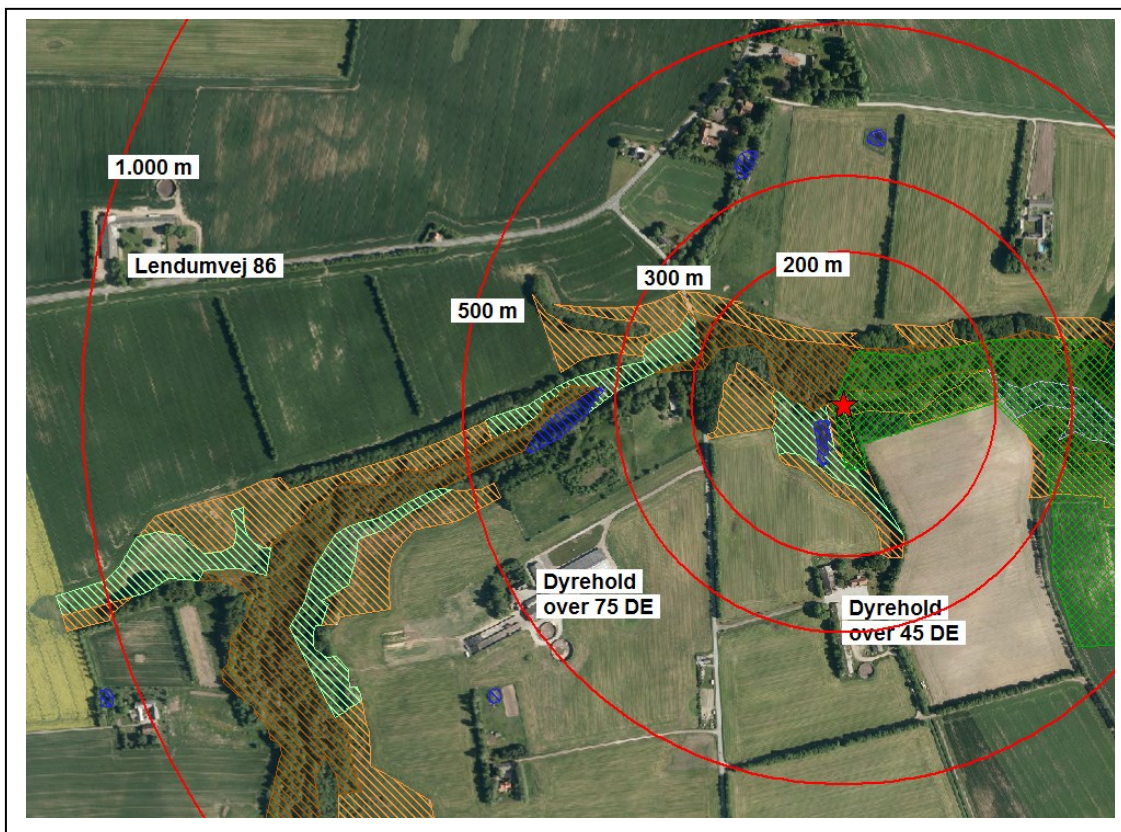 1.000 m
Lendumvej 86
200 m
300 m
500 m
Dyrehold
over 75 DE
Dyrehold
over 45 DE